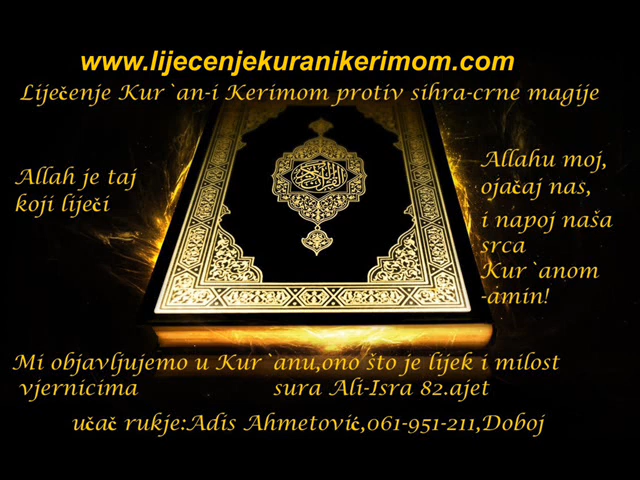 www.lijecenjekuranikerimom.com
Liječenje Kur`an-i Kerimom protiv sihra-crne magije
Allah je taj
koji liječi
القرآن الكريم
Allahu moj,
ojačaj nas,
i napoj naša
srca
Kur`anom
-amin!
Mi objavljujemo u Kur`anu,ono što je lijek i milost
vjernicima sura Ali-Isra 82.ajet
učač rukje:Adis Ahmetović,061-951-211,Doboj